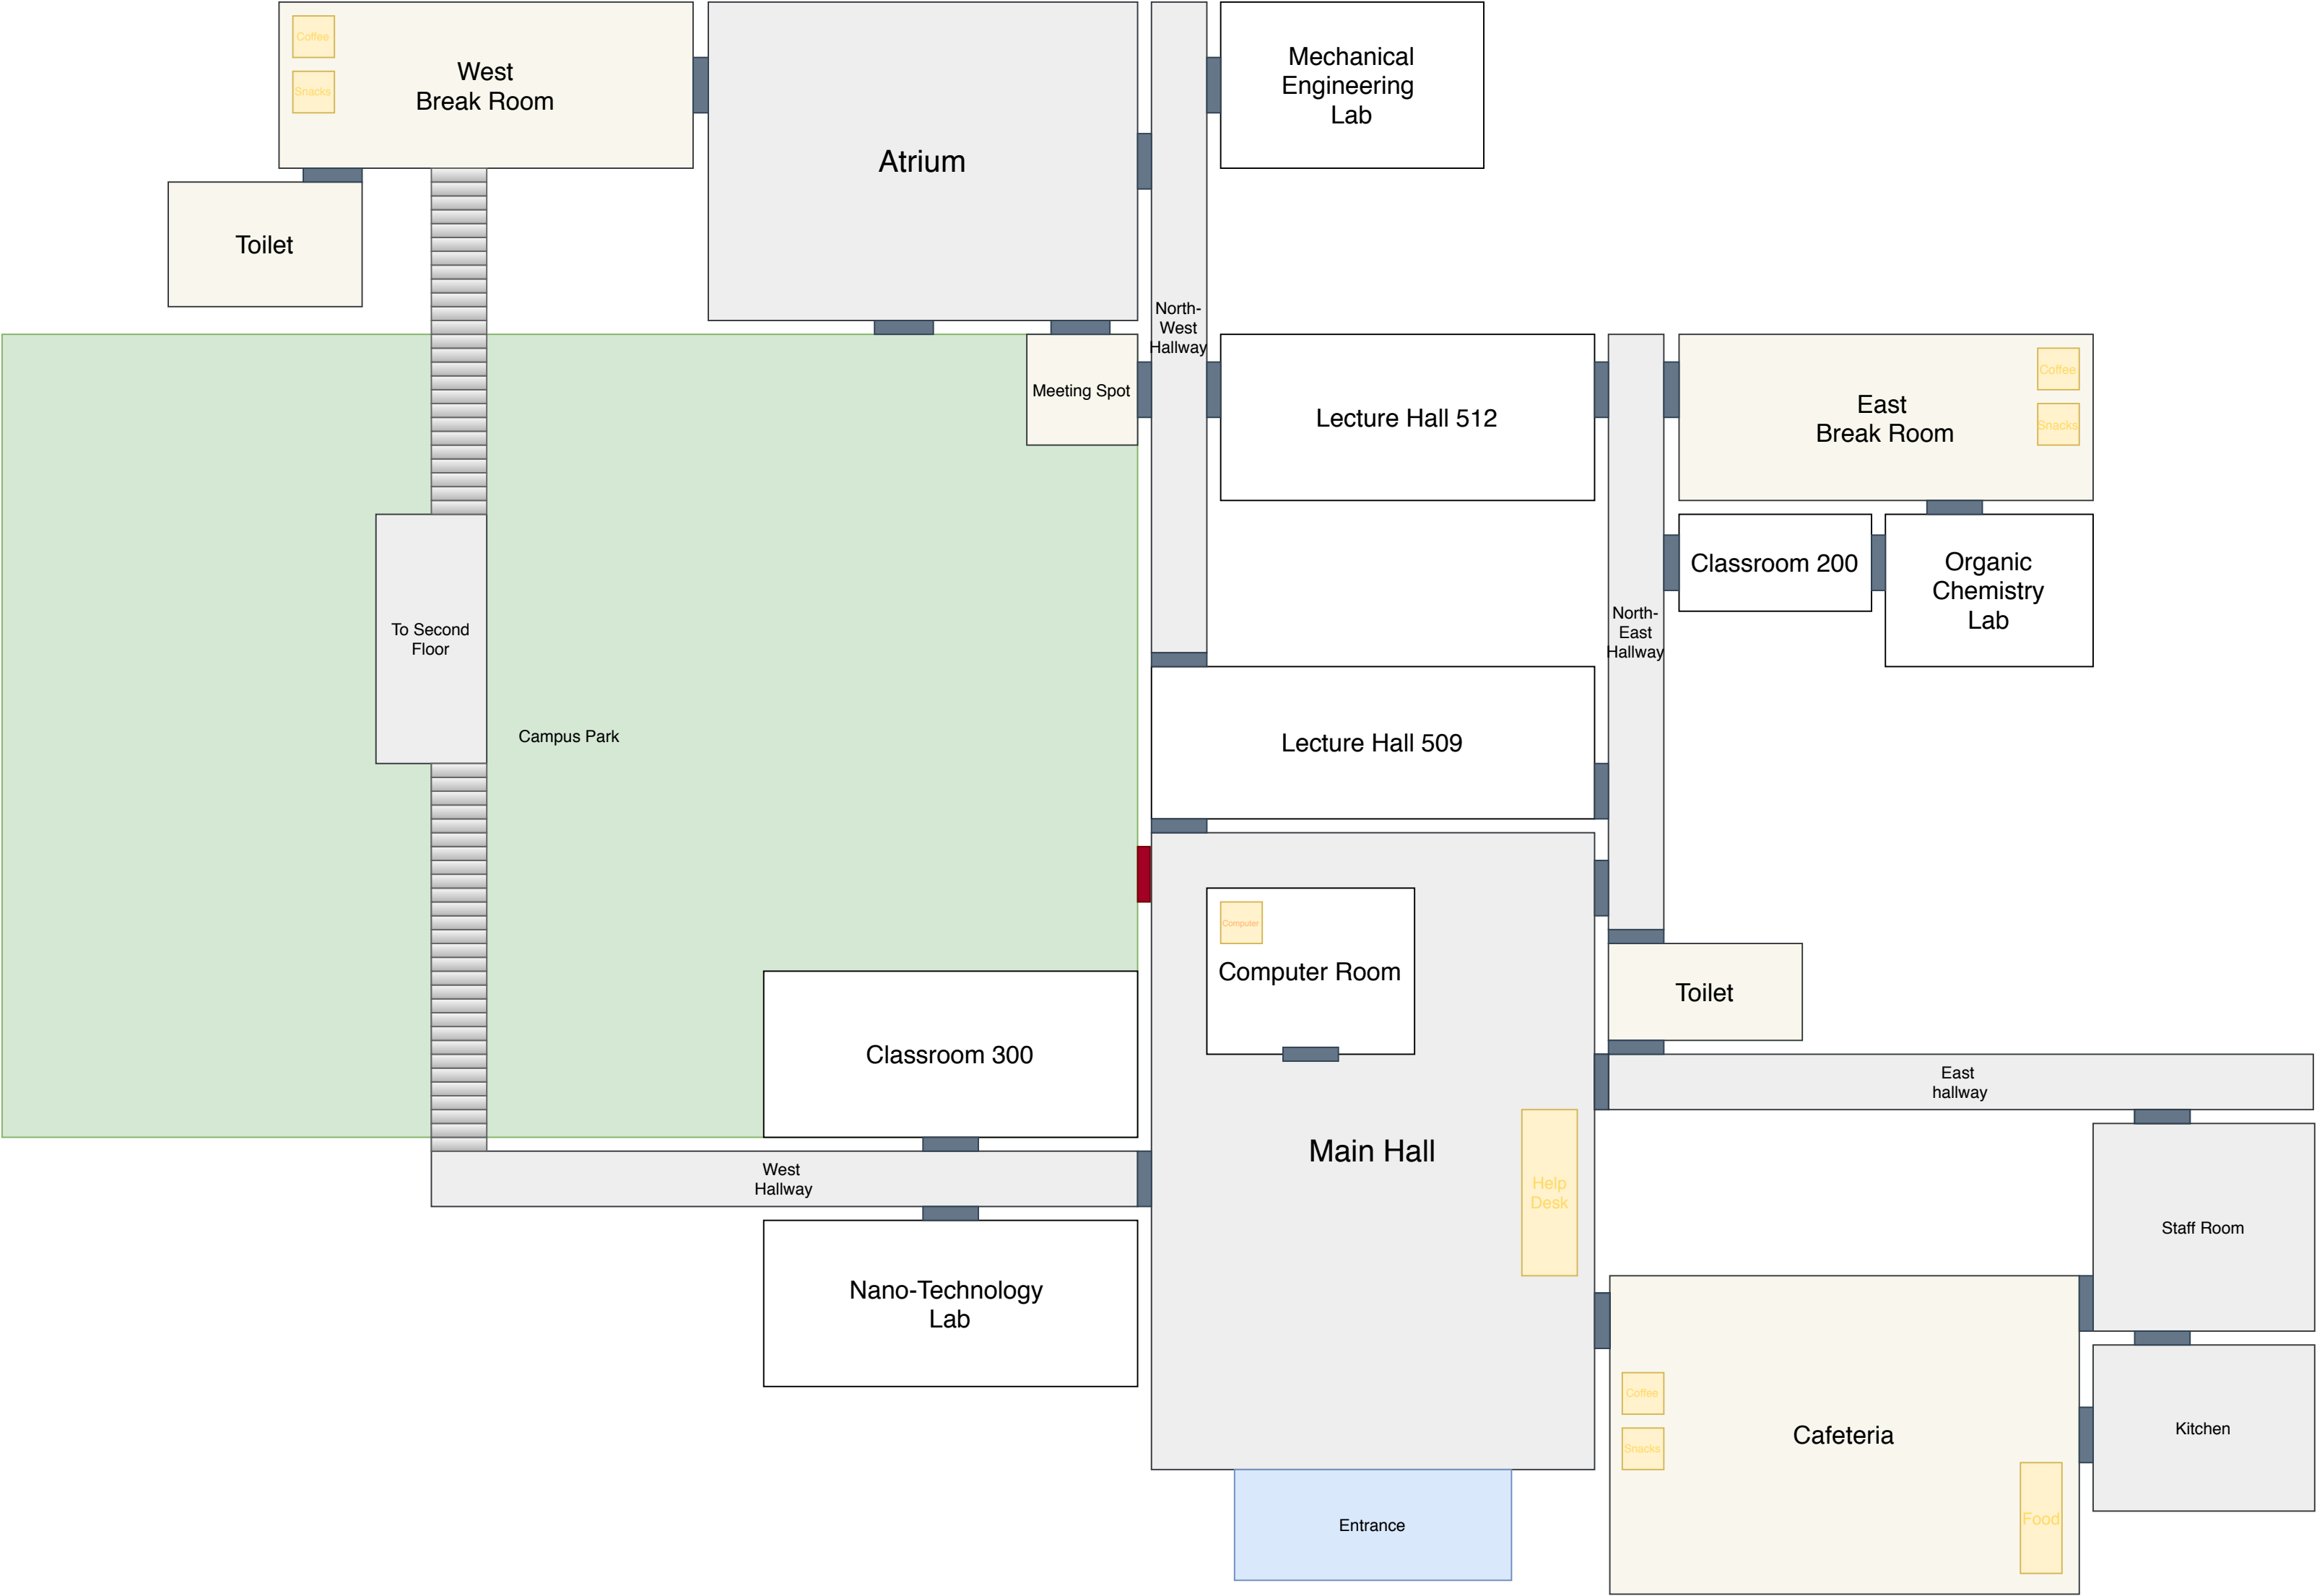 Coffee
Snacks
West
Break Room
Atrium
Mechanical
Engineering
Lab
Toilet
North-
West
Hallway
Meeting Spot
Lecture Hall 512
East
Break Room
Coffee
Snacks
Classroom 200
Organic
Chemistry
Lab
To Second
Floor
North-
East
Hallway
Campus Park
Lecture Hall 509
Computer
Computer Room
Toilet
Classroom 300
East
hallway
Main Hall
West
Hallway
Help
Desk
Staff Room
Nano-Technology
Lab
Coffee
Snacks
Cafeteria
Kitchen
Food
Entrance